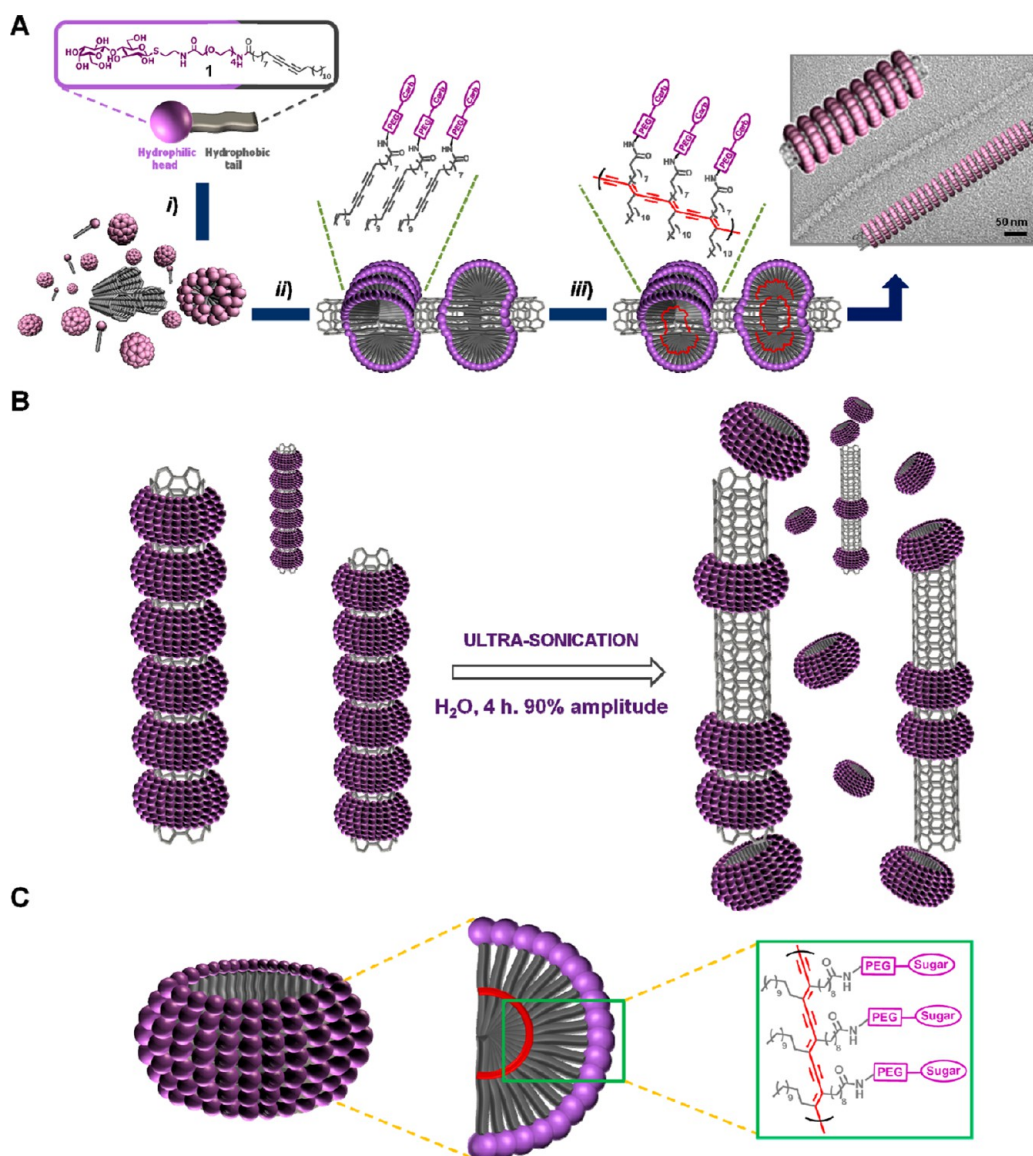 A
OH
OH
HO
O
S
N
H
O
4
N
H
O
7
10
1
Hydrophilic
head
Hydrophobic
tail
i)
ii)
iii)
Carb
Carb
Carb
PEG
PEG
PEG
HN
HN
HN
O
O
O
7
7
7
9
9
9
Carb
Carb
Carb
PEG
PEG
PEG
HN
HN
HN
O
O
O
7
7
7
10
10
13
50 nm
B
ULTRA-SONICATION
H₂O, 4 h. 90% amplitude
C
O
N
H
PEG
Sugar
9
8
O
N
H
PEG
Sugar
9
8
O
N
H
PEG
Sugar
9
8